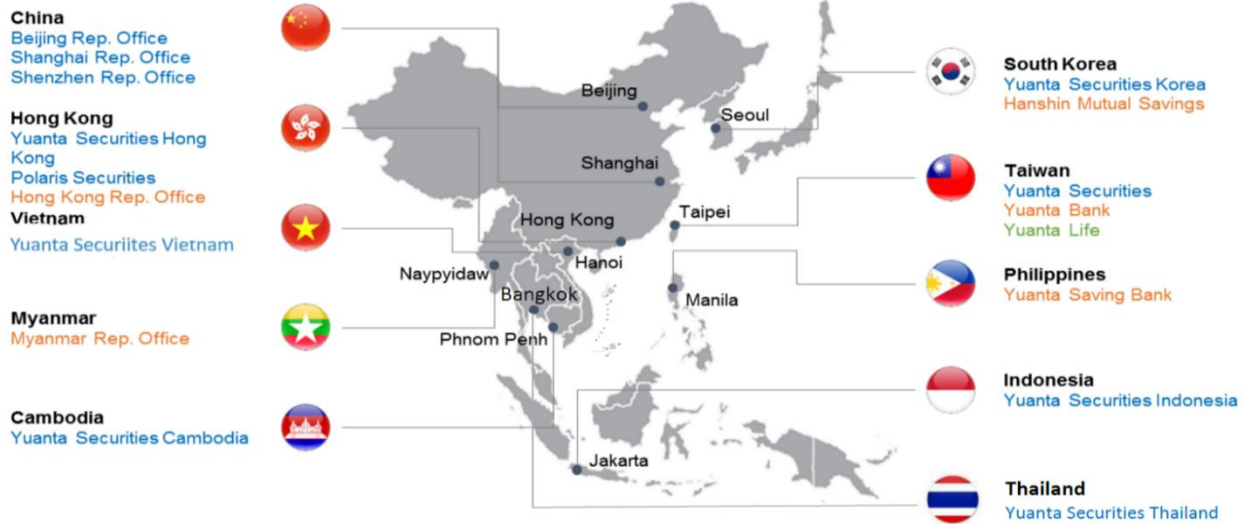 China
Beijing Rep. Office
Shanghai Rep. Office
Shenzhen Rep. Office
Hong Kong
Yuanta Securities Hong
Kong
Polaris Securities
Hong Kong Rep. Office
Vietnam
Yuanta Securiites Vietnam
Myanmar
Myanmar Rep. Office
Cambodia
Yuanta Securities Cambodia
Beijing
Seoul
Shanghai
Taipei
Hong Kong
Hanoi
Naypyidaw
Bangkok
Manila
Phnom Penh
Jakarta
South Korea
Yuanta Securities Korea
Hanshin Mutual Savings
Taiwan
Yuanta Securities
Yuanta Bank
Yuanta Life
Philippines
Yuanta Saving Bank
Indonesia
Yuanta Securities Indonesia
Thailand
Yuanta Securities Thailand